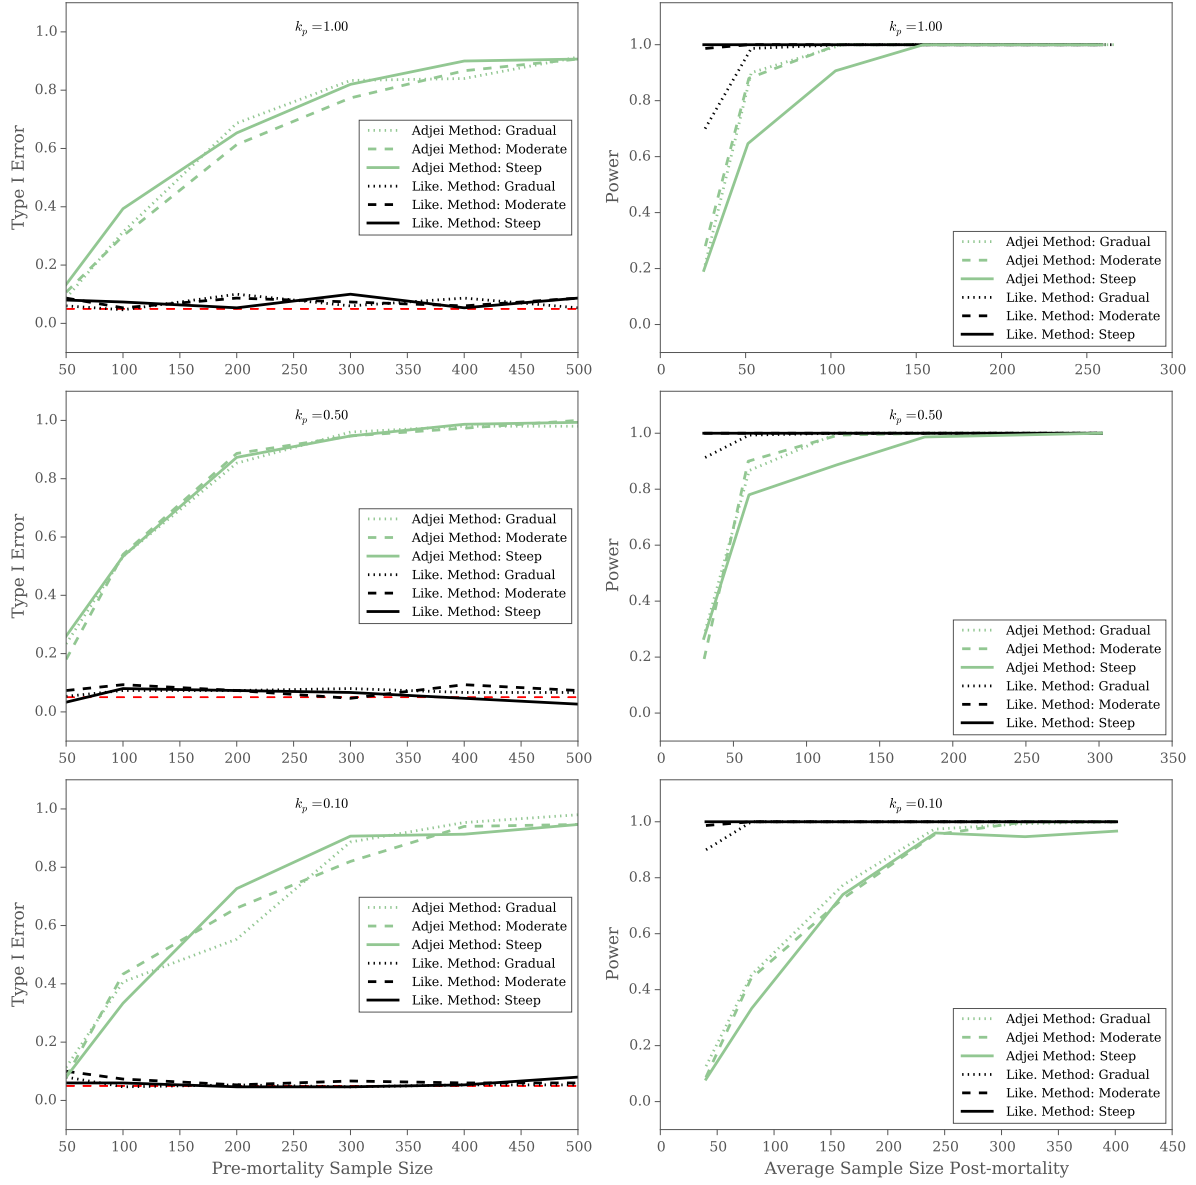 k_p = 1.00
1.0
0.8
0.6
0.4
0.2
0.0
Type I Error
Adjei Method: Gradual
Adjei Method: Moderate
Adjei Method: Steep
Like. Method: Gradual
Like. Method: Moderate
Like. Method: Steep
50 100 150 200 250 300 350 400 450 500
k_p = 1.00
1.0
0.8
0.6
0.4
0.2
0.0
Power
Adjei Method: Gradual
Adjei Method: Moderate
Adjei Method: Steep
Like. Method: Gradual
Like. Method: Moderate
Like. Method: Steep
0 50 100 150 200 250 300
k_p = 0.50
1.0
0.8
0.6
0.4
0.2
0.0
Type I Error
Adjei Method: Gradual
Adjei Method: Moderate
Adjei Method: Steep
Like. Method: Gradual
Like. Method: Moderate
Like. Method: Steep
50 100 150 200 250 300 350 400 450 500
k_p = 0.50
1.0
0.8
0.6
0.4
0.2
0.0
Power
Adjei Method: Gradual
Adjei Method: Moderate
Adjei Method: Steep
Like. Method: Gradual
Like. Method: Moderate
Like. Method: Steep
0 50 100 150 200 250 300 350
k_p = 0.10
1.0
0.8
0.6
0.4
0.2
0.0
Type I Error
Adjei Method: Gradual
Adjei Method: Moderate
Adjei Method: Steep
Like. Method: Gradual
Like. Method: Moderate
Like. Method: Steep
50 100 150 200 250 300 350 400 450 500
Pre-mortality Sample Size
k_p = 0.10
1.0
0.8
0.6
0.4
0.2
0.0
Power
Adjei Method: Gradual
Adjei Method: Moderate
Adjei Method: Steep
Like. Method: Gradual
Like. Method: Moderate
Like. Method: Steep
0 50 100 150 200 250 300 350 400 450
Average Sample Size Post-mortality